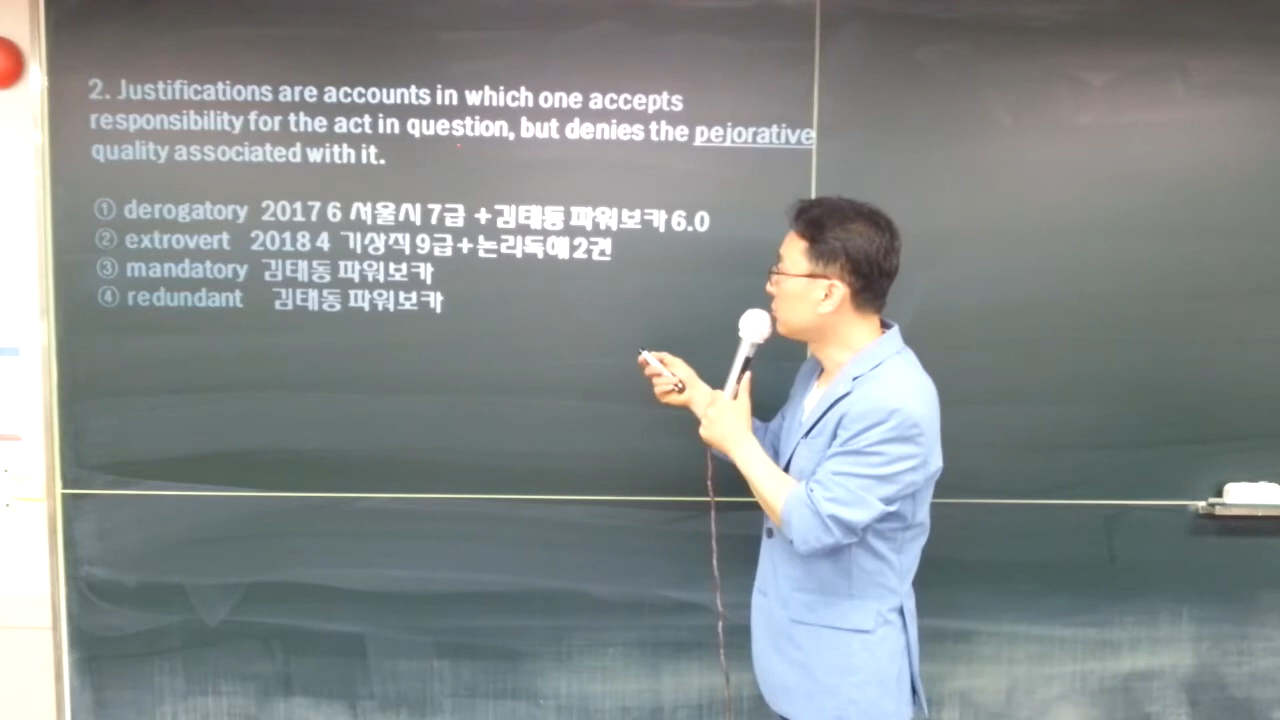 2. Justifications are accounts in which one accepts
responsibility for the act in question, but denies the pejorative
quality associated with it.
① derogatory 2017 6 서울시 7급 +김태동 파워보카 6.0
② extrovert 2018 4 기상직 9급+논리독해 2권
③ mandatory 김태동 파워보카
④ redundant 김태동 파워보카